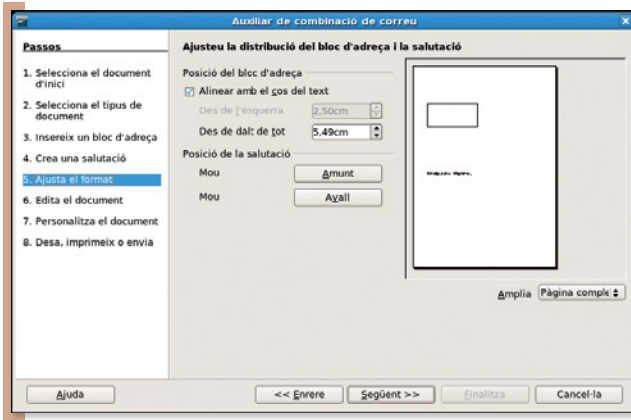 Auxiliar de combinació de correu
Passos
1. Selecciona el document
d'inici
2. Selecciona el tipus de
document
3. Insereix un bloc d'adreça
4. Crea una salutació
5. Ajusta el format
6. Edita el document
7. Personalitza el document
8. Desa, imprimeix o envia
Ajusteu la distribució del bloc d'adreça i la salutació
Posició del bloc d'adreça
Alinear amb el cos del text
Des de l'esquerra 2,50cm
Des de dalt de tot 5,49cm
Posició de la salutació
Mou Amunt
Mou Avall
Amplia Pàgina comple
Ajuda << Enrere Següent >> Finalitza Cancel·la